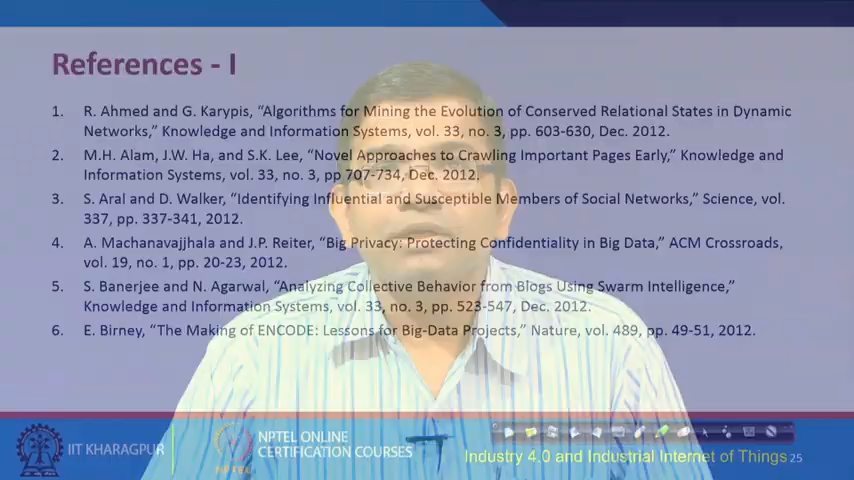 References - I
1. R. Ahmed and G. Karypis, “Algorithms for Mining the Evolution of Conserved Relational States in Dynamic
Networks,” Knowledge and Information Systems, vol. 33, no. 3, pp. 603-630, Dec. 2012.
2. M.H. Alam, J.W. Ha, and S.K. Lee, “Novel Approaches to Crawling Important Pages Early,” Knowledge and
Information Systems, vol. 33, no. 3, pp 707-734, Dec. 2012.
3. S. Aral and D. Walker, “Identifying Influential and Susceptible Members of Social Networks,” Science, vol.
337, pp. 337-341, 2012.
4. A. Machanavajjhala and J.P. Reiter, “Big Privacy: Protecting Confidentiality in Big Data,” ACM Crossroads,
vol. 19, no. 1, pp. 20-23, 2012.
5. S. Banerjee and N. Agarwal, “Analyzing Collective Behavior from Blogs Using Swarm Intelligence,”
Knowledge and Information Systems, vol. 33, no. 3, pp. 523-547, Dec. 2012.
6. E. Birney, “The Making of ENCODE: Lessons for Big-Data Projects,” Nature, vol. 489, pp. 49-51, 2012.
IIT KHARAGPUR
NPTEL ONLINE
CERTIFICATION COURSES
Industry 4.0 and Industrial Internet of Things 25